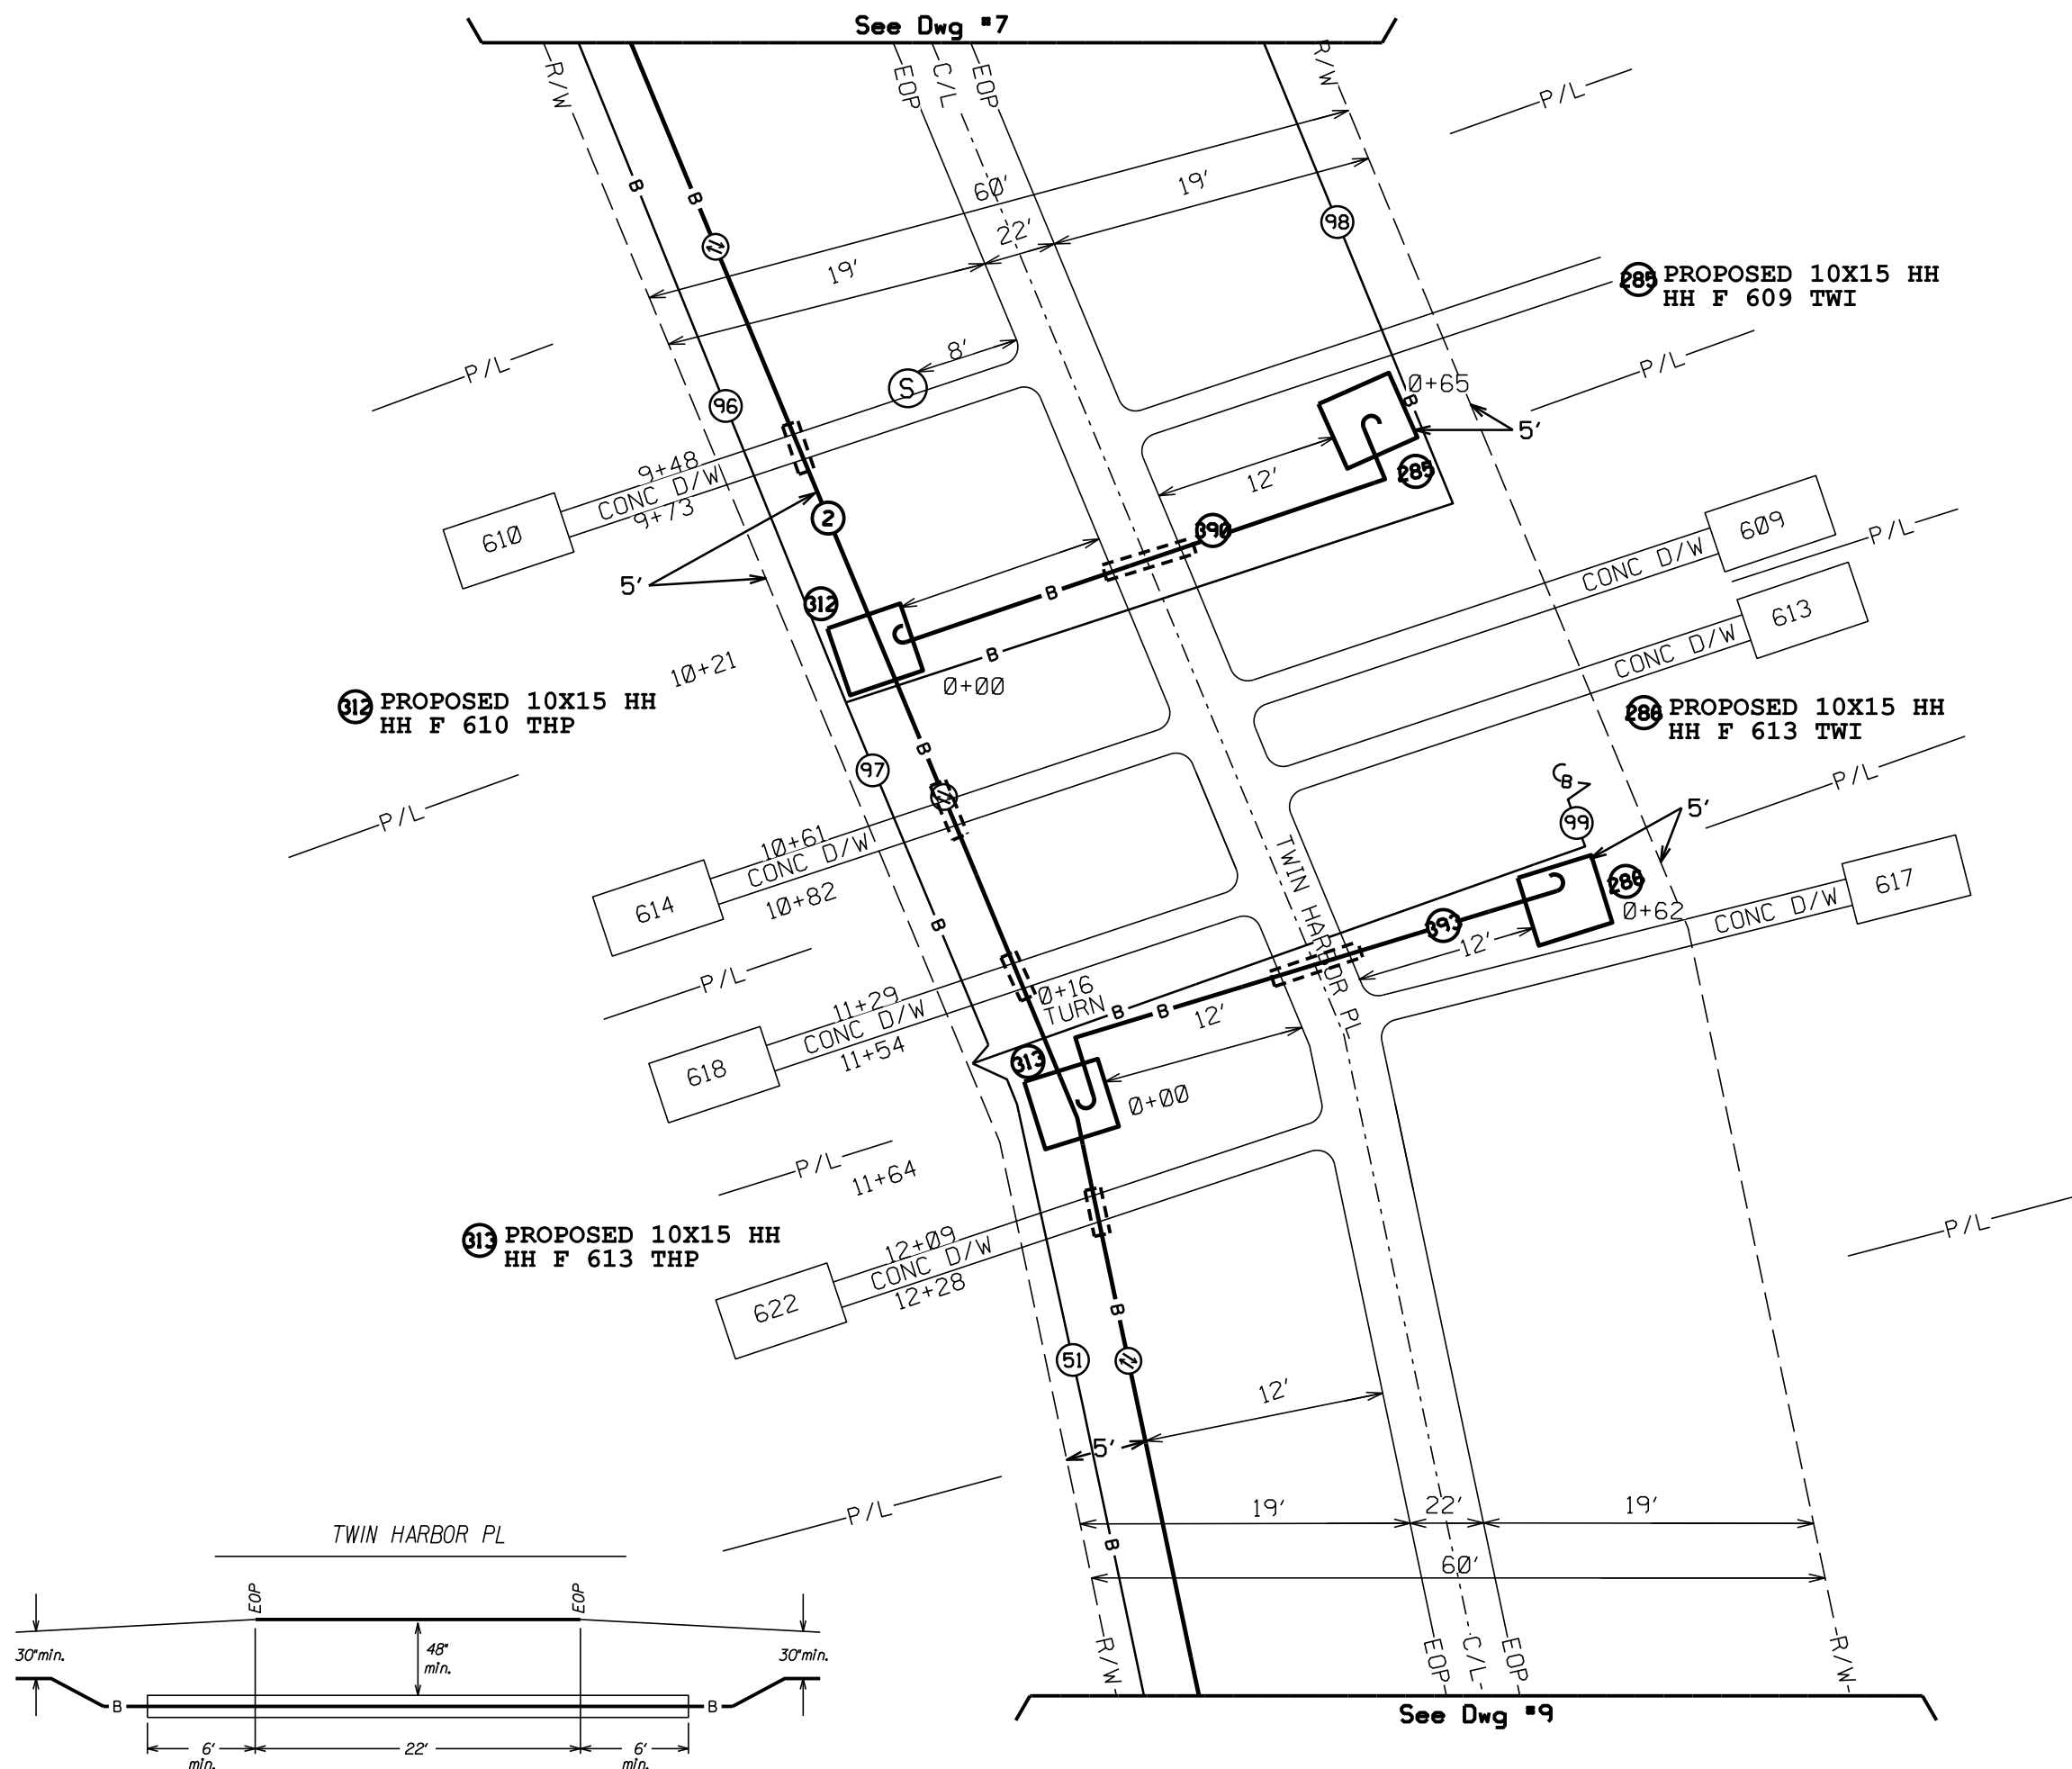 See Dwg #7
R/W
EOP
C/L
EOP
R/W
P/L
B
B
60'
19'
22'
19'
98
285 PROPOSED 10X15 HH
HH F 609 TWI
8'
S
P/L
P/L
96
0+65
B
5'
9+48
CONC D/W
9+73
610
2
12'
285
390
609
CONC D/W
P/L
5'
312
B
B
0+00
10+21
613
CONC D/W
312 PROPOSED 10X15 HH
HH F 610 THP
286 PROPOSED 10X15 HH
HH F 613 TWI
B
97
P/L
P/L
B
99
5'
10+61
CONC D/W
10+82
614
TWIN HARBOR PL
286
0+62
617
CONC D/W
B
393
12'
P/L
0+16
TURN
B
B
12'
11+29
CONC D/W
11+54
618
313
0+00
P/L
11+64
P/L
313 PROPOSED 10X15 HH
HH F 613 THP
12+09
CONC D/W
12+28
622
B
51
12'
5'
P/L
19'
22'
19'
B
60'
R/W
EOP
C/L
EOP
R/W
See Dwg #9
TWIN HARBOR PL
EOP
EOP
30"min.
48"
min.
30"min.
B
B
6'
min.
22'
6'
min.